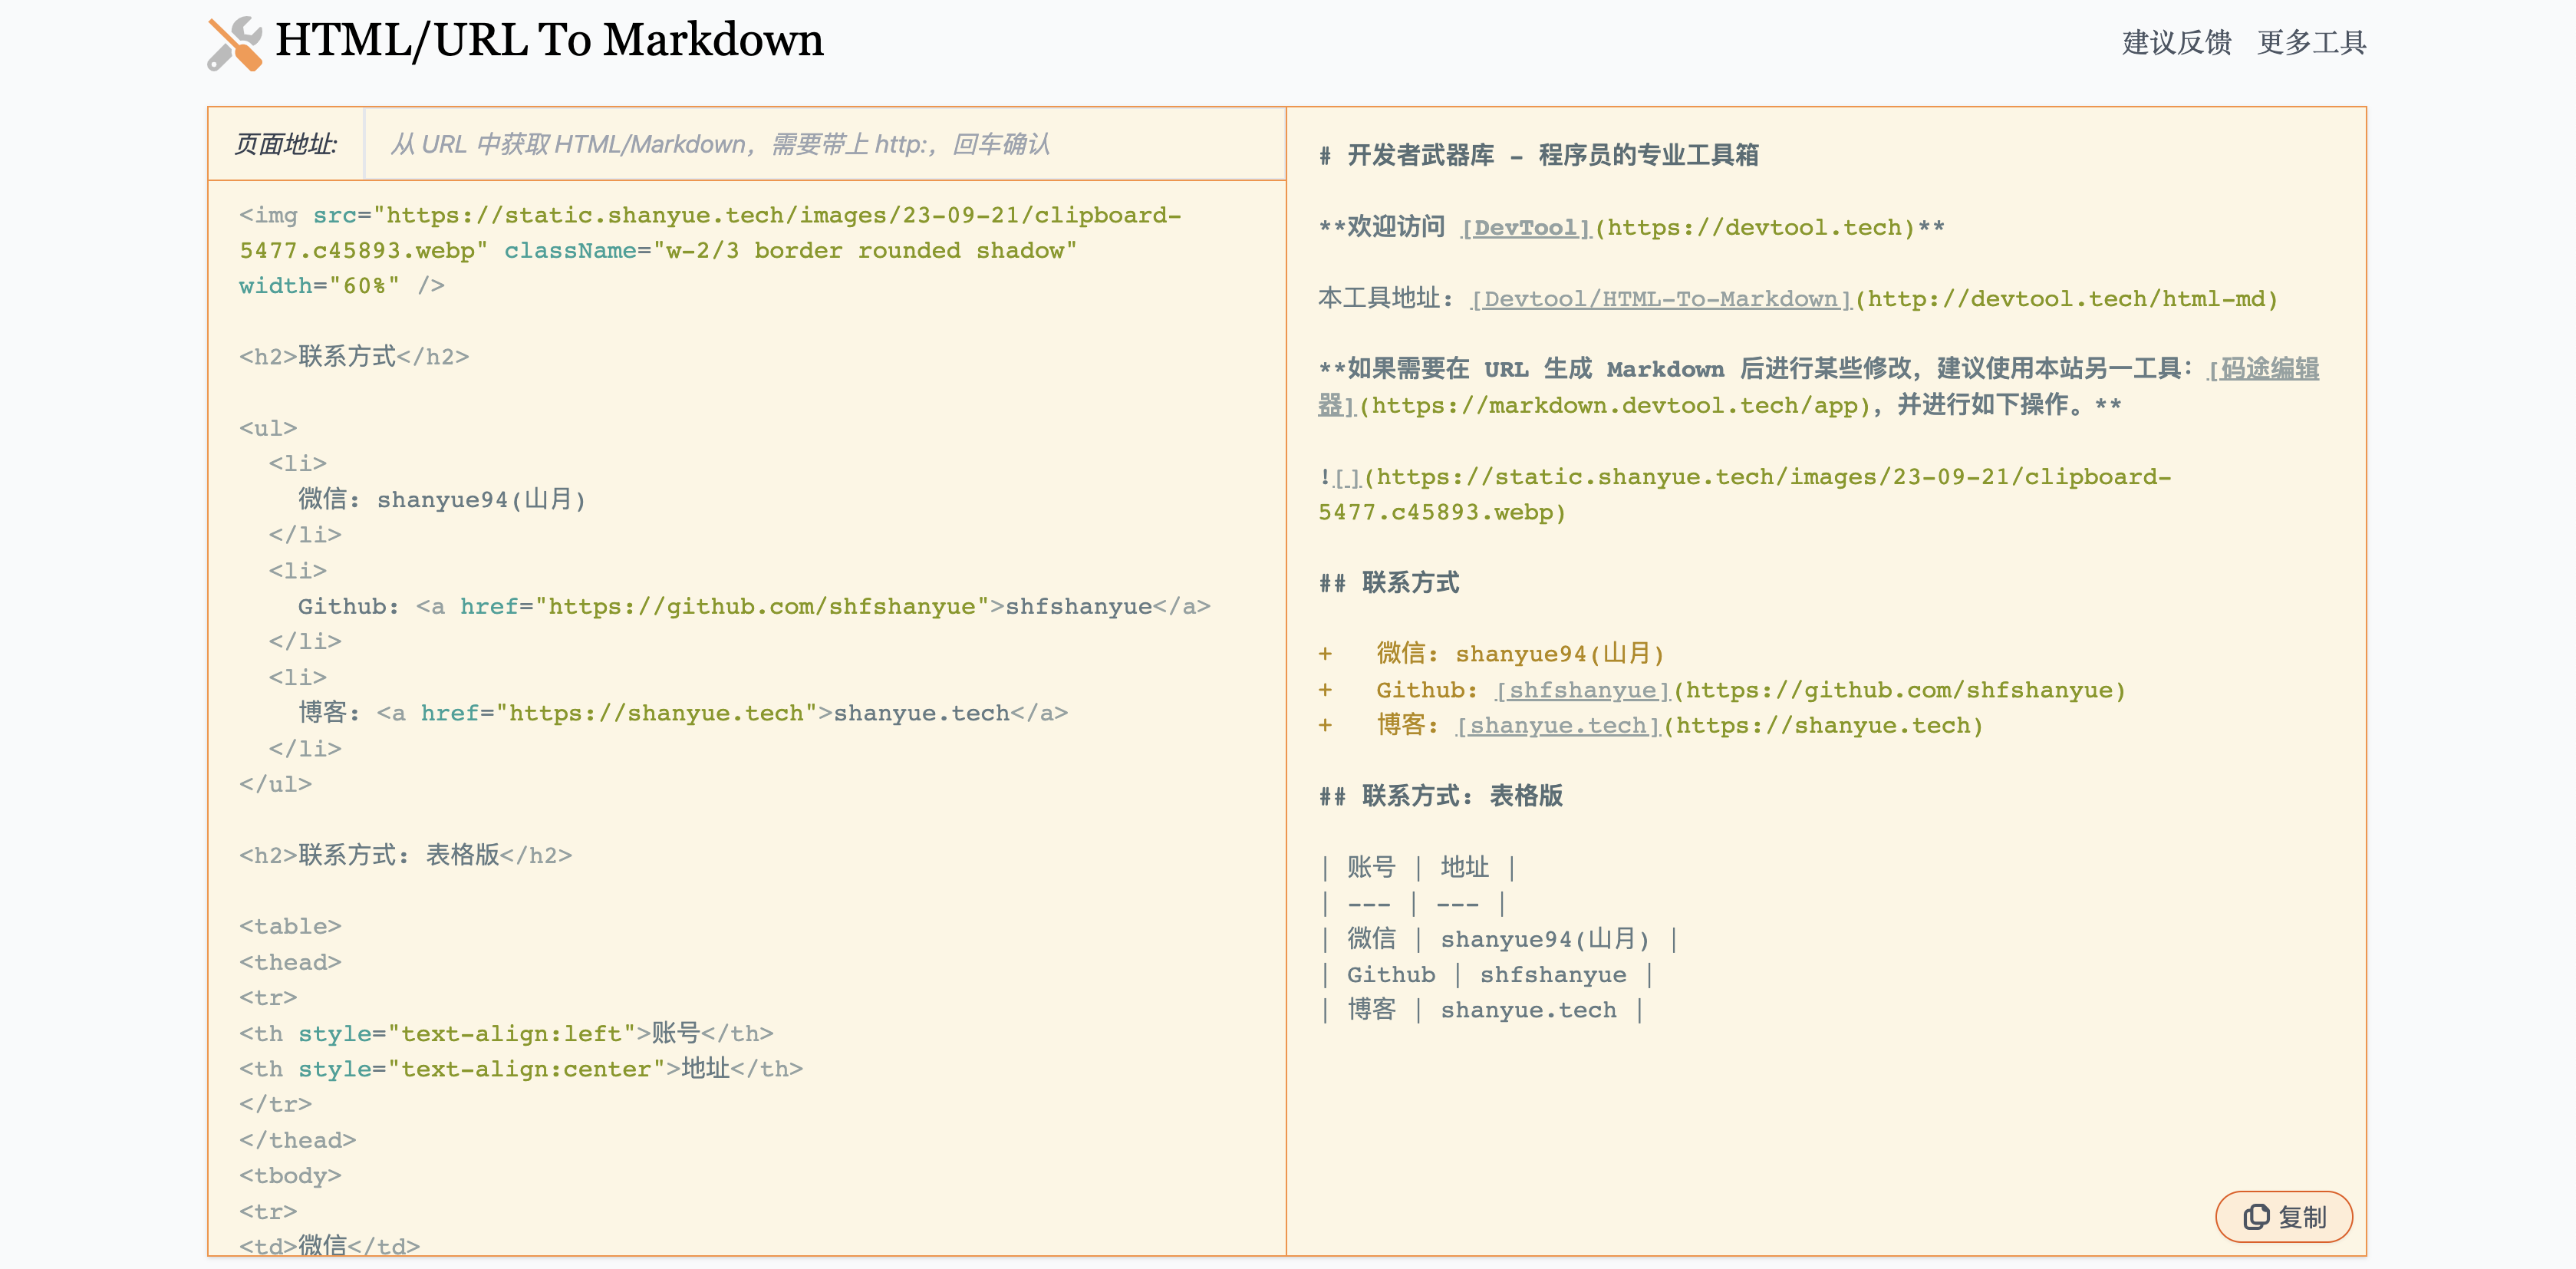 HTML/URL To Markdown
建议反馈 更多工具
页面地址:
从 URL 中获取 HTML/Markdown，需要带上 http:，回车确认
<img src="https://static.shanyue.tech/images/23-09-21/clipboard-
5477.c45893.webp" className="w-2/3 border rounded shadow"
width="60%" />
<h2>联系方式</h2>
<ul>
  <li>
    微信: shanyue94(山月)
  </li>
  <li>
    Github: <a href="https://github.com/shfshanyue">shfshanyue</a>
  </li>
  <li>
    博客: <a href="https://shanyue.tech">shanyue.tech</a>
  </li>
</ul>
<h2>联系方式: 表格版</h2>
<table>
<thead>
<tr>
<th style="text-align:left">账号</th>
<th style="text-align:center">地址</th>
</tr>
</thead>
<tbody>
<tr>
<td>微信</td>
# 开发者武器库 - 程序员的专业工具箱
**欢迎访问 [DevTool](https://devtool.tech)**
本工具地址: [Devtool/HTML-To-Markdown](http://devtool.tech/html-md)
**如果需要在 URL 生成 Markdown 后进行某些修改，建议使用本站另一工具: [码途编辑
器](https://markdown.devtool.tech/app)，并进行如下操作。**
![](https://static.shanyue.tech/images/23-09-21/clipboard-
5477.c45893.webp)
## 联系方式
+   微信: shanyue94(山月)
+   Github: [shfshanyue](https://github.com/shfshanyue)
+   博客: [shanyue.tech](https://shanyue.tech)
## 联系方式: 表格版
| 账号 | 地址 |
| --- | --- |
| 微信 | shanyue94(山月) |
| Github | shfshanyue |
| 博客 | shanyue.tech |
复制